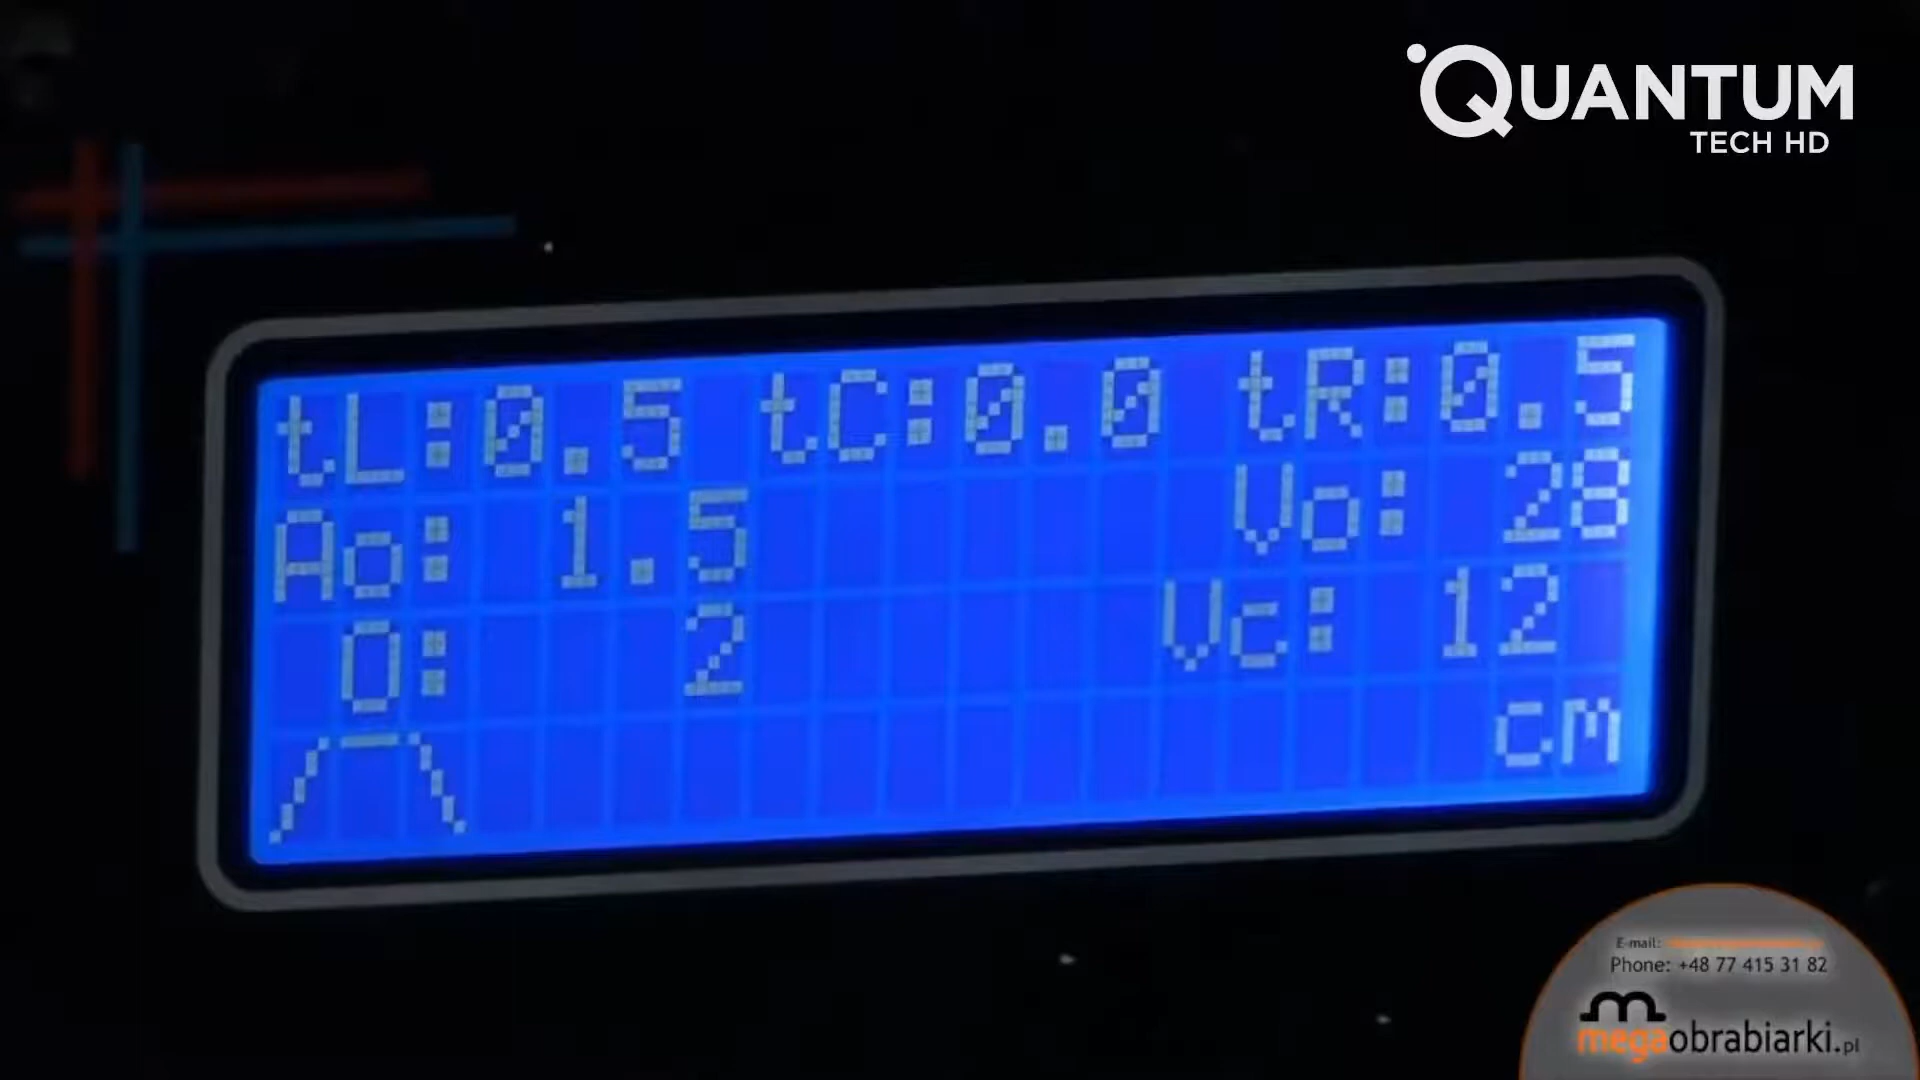 QUANTUM
TECH HD
tL:0.5 tC:0.0 tR:0.5
Ao: 1.5 Vo: 28
O: 2 Vc: 12
cm
E-mail:
Phone: +48 77 415 31 82
megaobrabiarki.pl